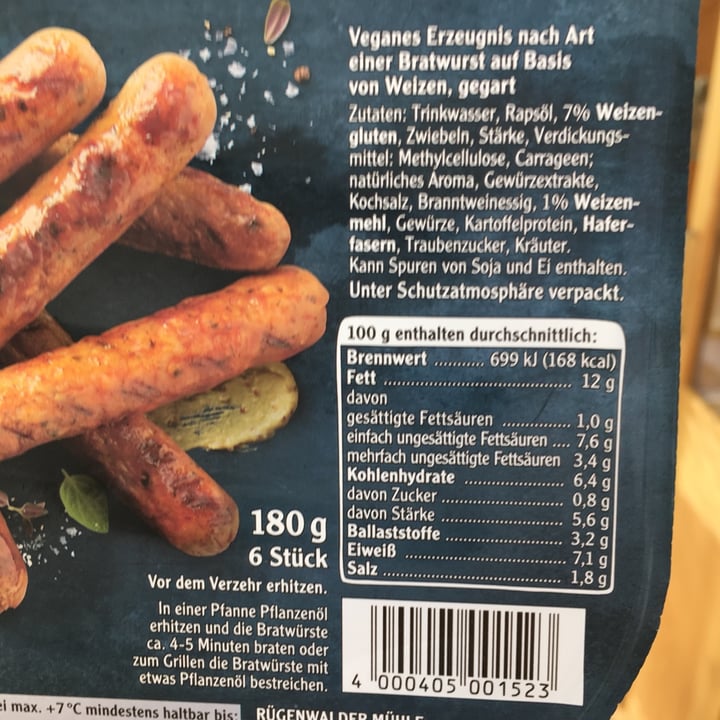 Veganes Erzeugnis nach Art
einer Bratwurst auf Basis
von Weizen, gegart
Zutaten: Trinkwasser, Rapsöl, 7% Weizen-
gluten, Zwiebeln, Stärke, Verdickungs-
mittel: Methylcellulose, Carrageen;
natürliches Aroma, Gewürzextrakte,
Kochsalz, Branntweinessig, 1% Weizen-
mehl, Gewürze, Kartoffelprotein, Hafer-
fasern, Traubenzucker, Kräuter.
Kann Spuren von Soja und Ei enthalten.
Unter Schutzatmosphäre verpackt.
100 g enthalten durchschnittlich:
Brennwert ........... 699 kJ (168 kcal)
Fett .............................. 12 g
davon
gesättigte Fettsäuren ............... 1,0 g
einfach ungesättigte Fettsäuren .... 7,6 g
mehrfach ungesättigte Fettsäuren 3,4 g
Kohlenhydrate ..................... 6,4 g
davon Zucker ........................ 0,8 g
davon Stärke ........................ 5,6 g
Ballaststoffe ........................ 3,2 g
Eiweiß .............................. 7,1 g
Salz ................................. 1,8 g
180 g
6 Stück
Vor dem Verzehr erhitzen.
In einer Pfanne Pflanzenöl
erhitzen und die Bratwürste
ca. 4-5 Minuten braten oder
zum Grillen die Bratwürste mit
etwas Pflanzenöl bestreichen.
4 000405 001523
ei max. +7°C mindestens haltbar bis:
RÜGENWALDER MÜHLE